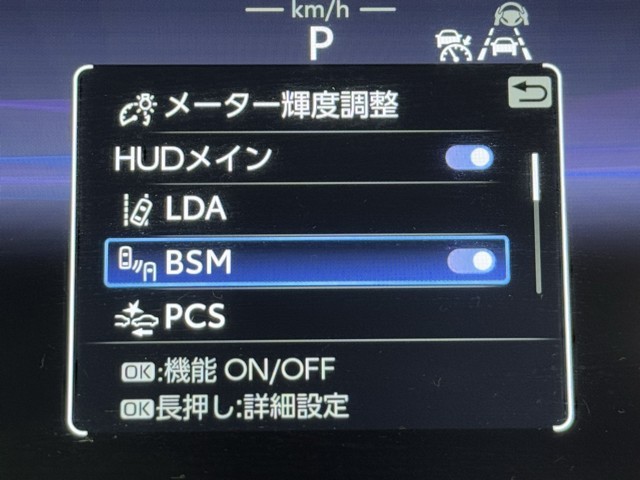 km/h
P
メーター輝度調整
HUDメイン
LDA
BSM
PCS
OK:機能 ON/OFF
OK長押し:詳細設定